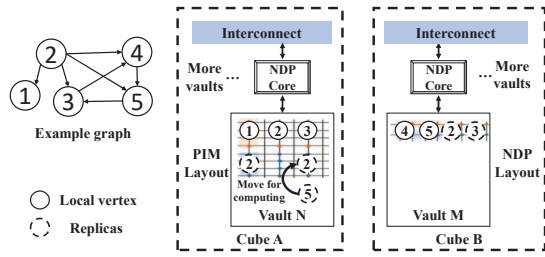 2
4
1
3
5
Example graph
Local vertex
Replicas
Interconnect
More
vaults
...
NDP
Core
PIM
Layout
1 2 3
2 2
Move for
computing
5
Vault N
Cube A
Interconnect
NDP
Core
...
More
vaults
4 5 2 3
NDP
Layout
Vault M
Cube B